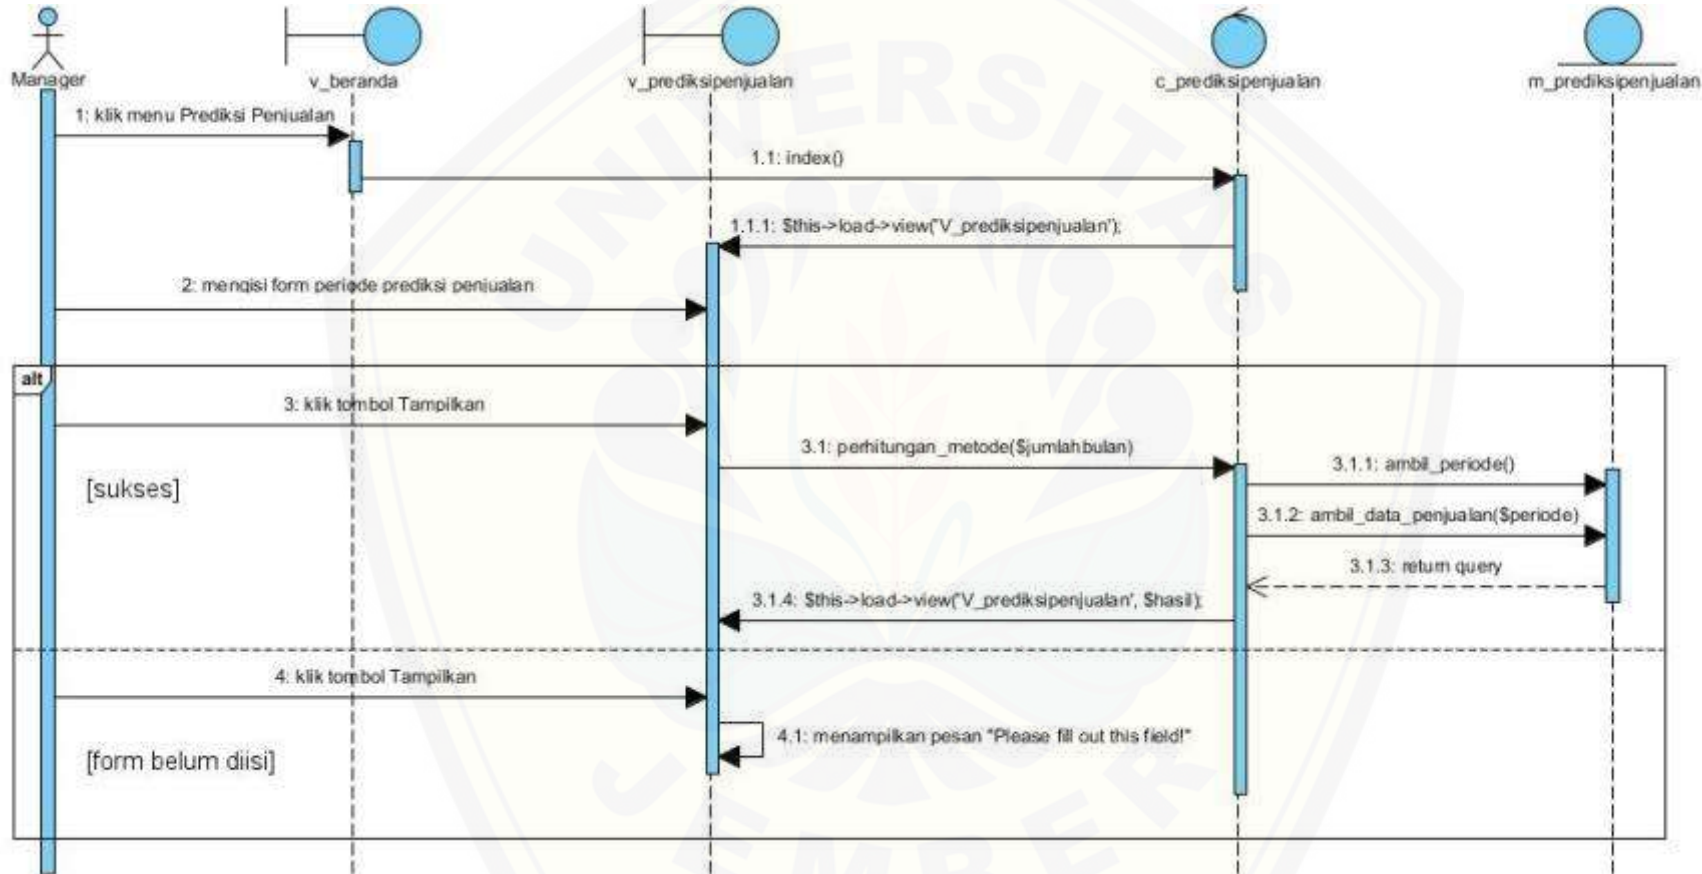 Manager
v_beranda
v_prediksipenjualan
c_prediksipenjualan
m_prediksipenjualan
1: klik menu Prediksi Penjualan
1.1: index()
1.1.1: $this->load->view("V_prediksipenjualan');
2: mengisi form periode prediksi penjualan
alt
3: klik tombol Tampilkan
3.1: perhitungan_metode($jumlahbulan)
3.1.1: ambil_periode()
[sukses]
3.1.2: ambil_data_penjualan($periode)
3.1.3: return query
3.1.4: $this->load->view('V_prediksipenjualan', $hasil);
4: klik tombol Tampilkan
4.1: menampilkan pesan "Please fill out this field!"
[form belum diisi]
UNIVERSITAS
JEMBER